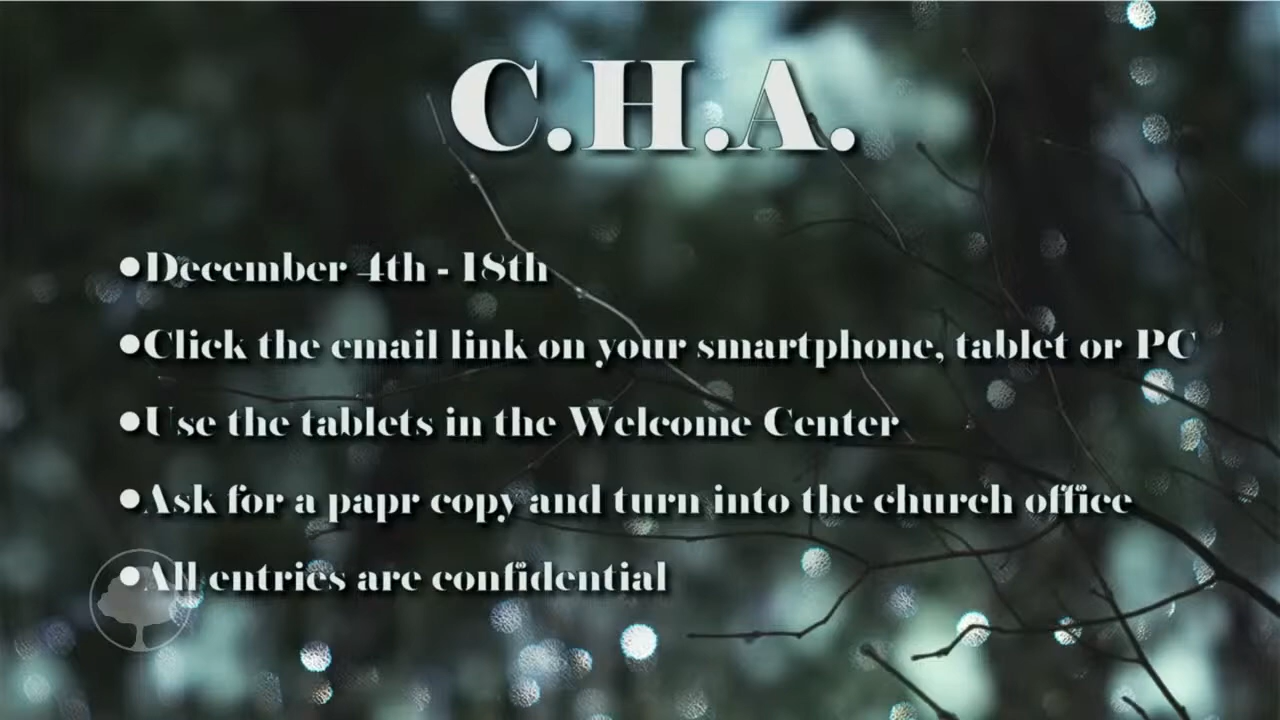 C.H.A.
•December 4th - 18th
•Click the email link on your smartphone, tablet or PC
•Use the tablets in the Welcome Center
•Ask for a papr copy and turn into the church office
•All entries are confidential